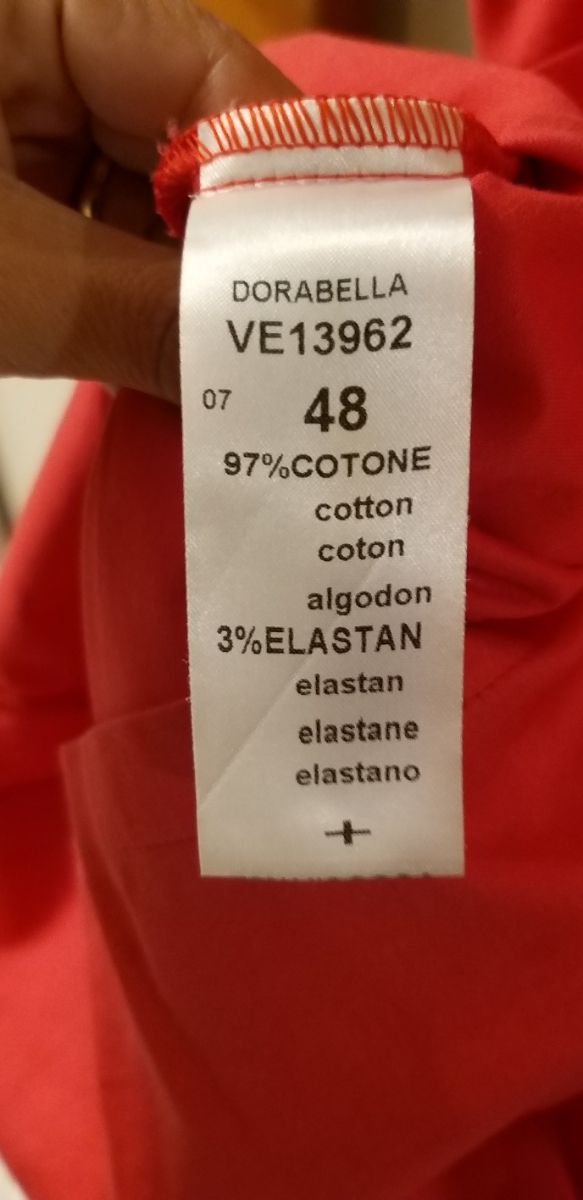 DORABELLA
VE13962
07 48
97%COTONE
cotton
coton
algodon
3%ELASTAN
elastan
elastane
elastano